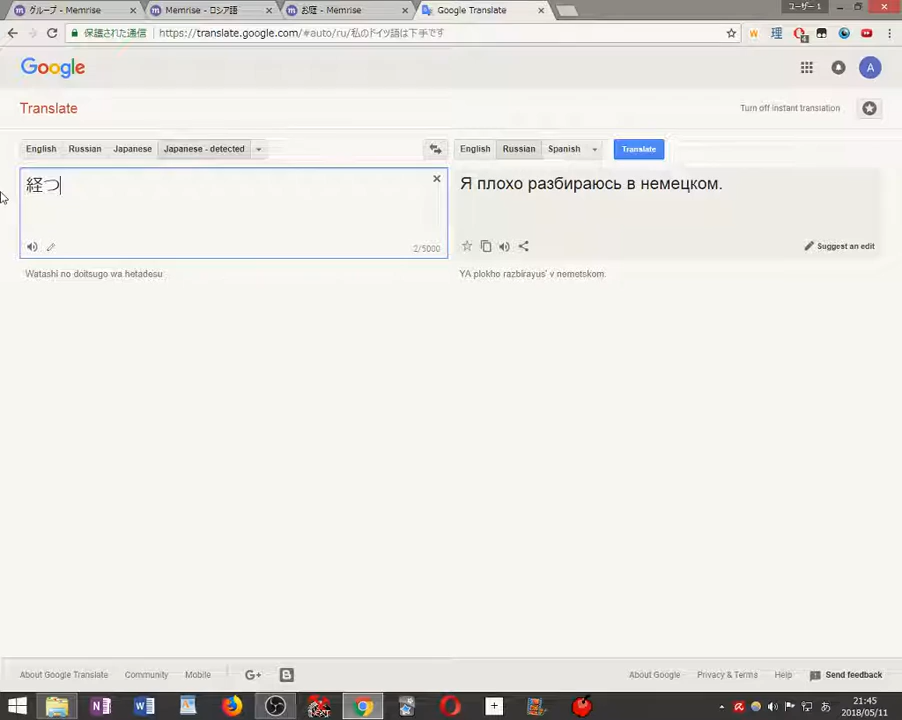 グループ - Memrise
Memrise - ロシア語
お庭 - Memrise
Google Translate
ユーザー 1
保護された通信
https://translate.google.com/#auto/ru/私のドイツ語は下手です
Google
A
Translate
Turn off instant translation
English Russian Japanese Japanese - detected
English Russian Spanish Translate
経つ
Я плохо разбираюсь в немецком.
2/5000
Suggest an edit
Watashi no doitsugo wa hetadesu
YA plokho razbirayus' v nemetskom.
About Google Translate Community Mobile
About Google Privacy & Terms Help Send feedback
21:45
2018/05/11